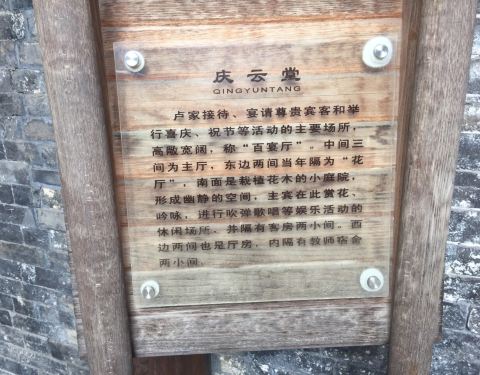 庆云堂
QINGYUNTANG
卢家接待、宴请尊贵宾客和举
行喜庆、祝节等活动的主要场所，
高敞宽阔，称“百宴厅”。中间三
间为主厅，东边两间当年隔为“花
厅”，南面是栽植花木的小庭院，
形成幽静的空间，主宾在此赏花、
吟咏，进行吹弹歌唱等娱乐活动的
休闲场所，并隔有客房两小间。西
边两间也是厅房，内隔有教师宿舍
两小间。